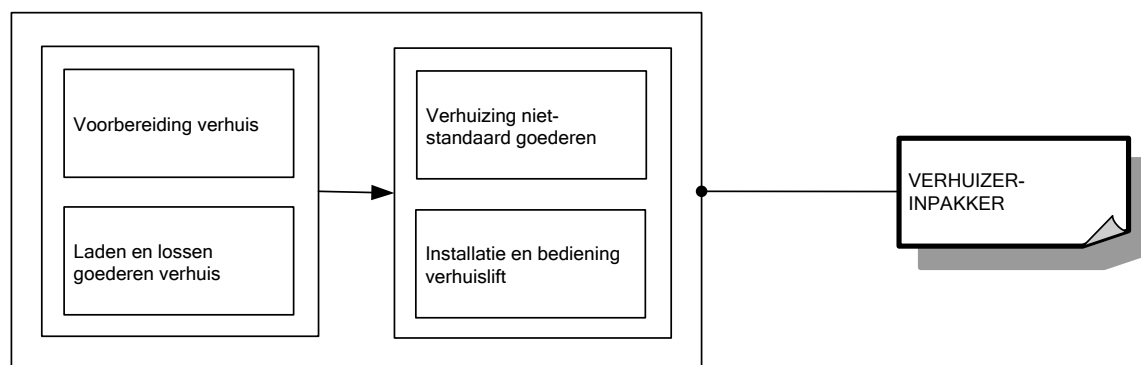 Voorbereiding verhuis
Laden en lossen
goederen verhuis
Verhuizing niet-
standaard goederen
Installatie en bediening
verhuislift
VERHUIZER-
INPAKKER